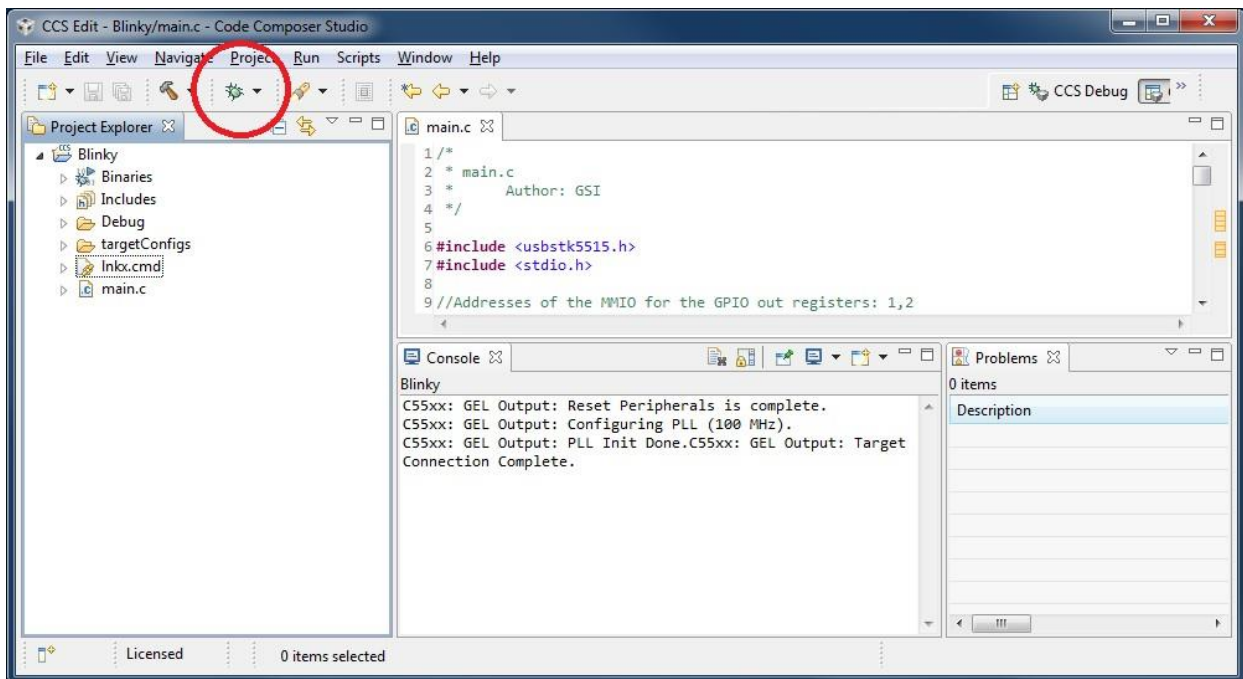 CCS Edit - Blinky/main.c - Code Composer Studio
File Edit View Navigate Project Run Scripts Window Help
CCS Debug
Project Explorer
Blinky
Binaries
Includes
Debug
targetConfigs
lnkx.cmd
main.c
main.c
1 /*
2 * main.c
3 * Author: GSI
4 */
5
6 #include <usbstk5515.h>
7 #include <stdio.h>
8
9 //Addresses of the MMIO for the GPIO out registers: 1,2
Console
Blinky
C55xx: GEL Output: Reset Peripherals is complete.
C55xx: GEL Output: Configuring PLL (100 MHz).
C55xx: GEL Output: PLL Init Done.C55xx: GEL Output: Target
Connection Complete.
Problems
0 items
Description
Licensed
0 items selected